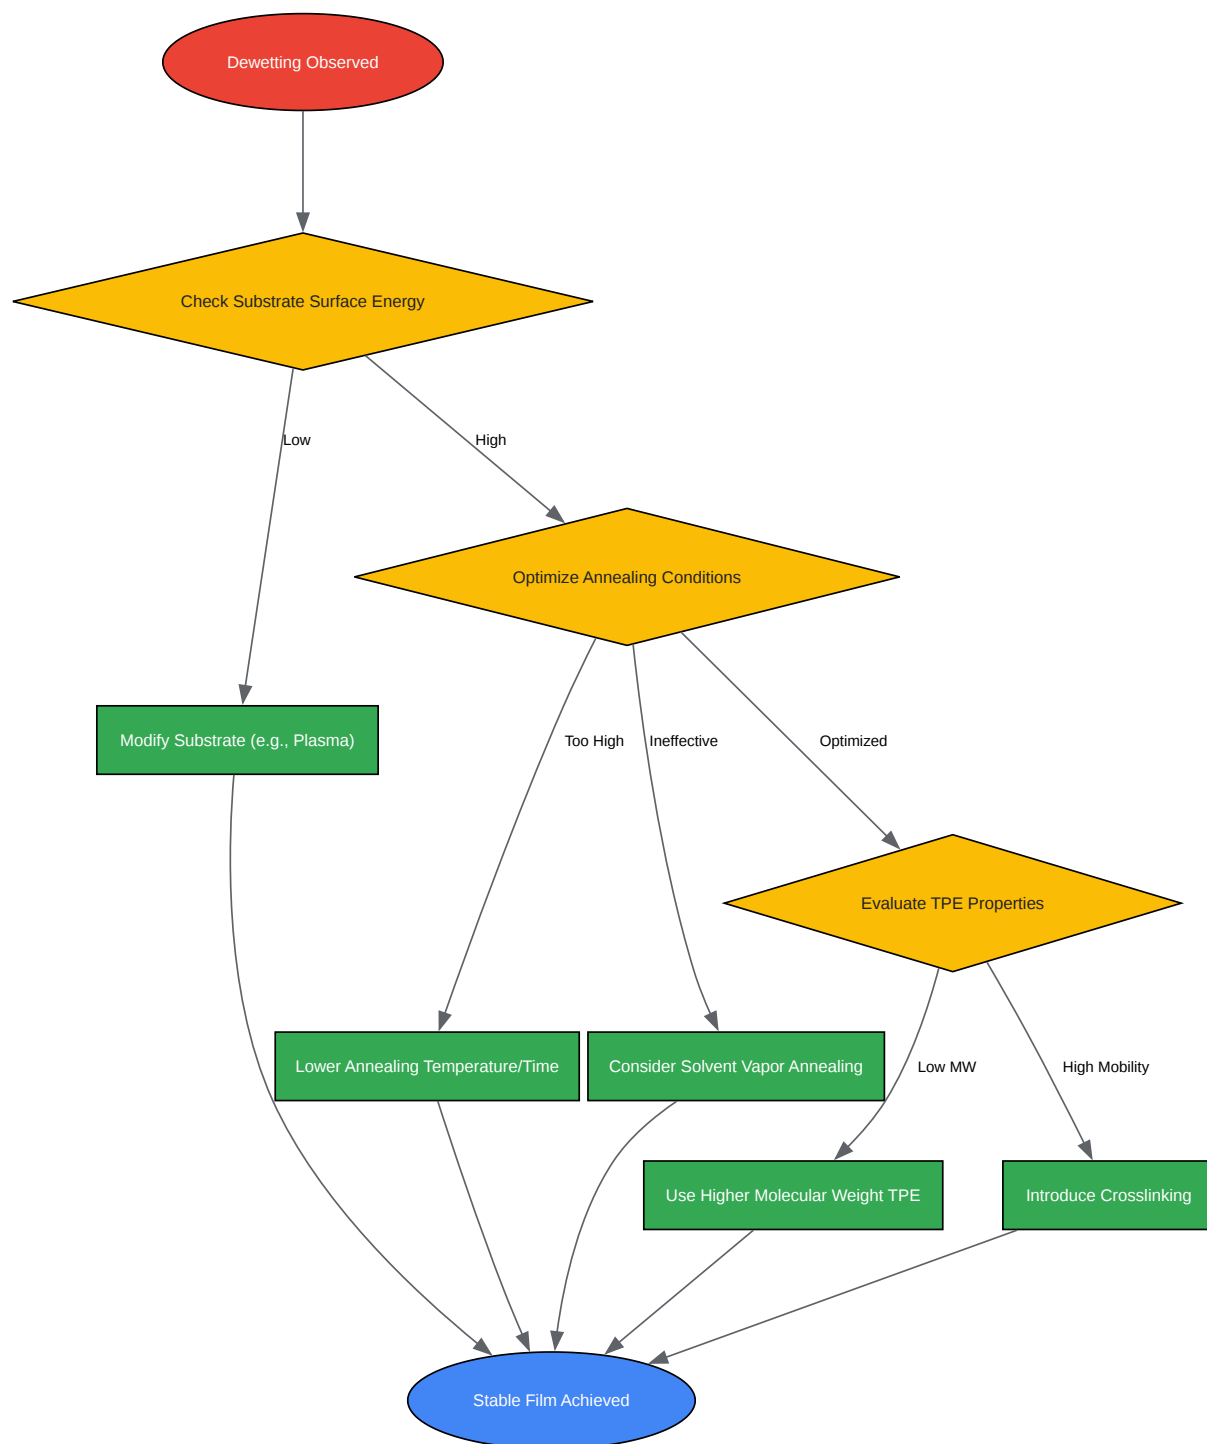 Dewetting Observed
Check Substrate Surface Energy
Low
High
Optimize Annealing Conditions
Modify Substrate (e.g., Plasma)
Too High
Ineffective
Optimized
Evaluate TPE Properties
Lower Annealing Temperature/Time
Consider Solvent Vapor Annealing
Low MW
High Mobility
Use Higher Molecular Weight TPE
Introduce Crosslinking
Stable Film Achieved